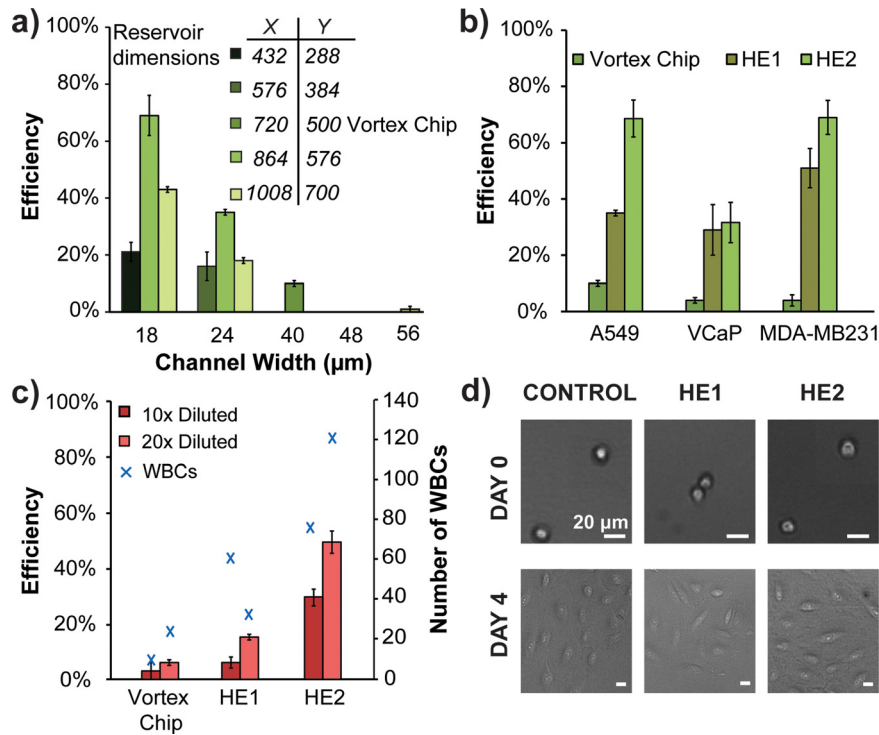 a)
100%
80%
60%
40%
20%
0%
Efficiency
Reservoir
dimensions
X Y
432 288
576 384
720 500 Vortex Chip
864 576
1008 700
18 24 40 48 56
Channel Width (µm)
b)
100%
80%
60%
40%
20%
0%
Efficiency
Vortex Chip HE1 HE2
A549 VCaP MDA-MB231
c)
100%
80%
60%
40%
20%
0%
Efficiency
10x Diluted
20x Diluted
WBCs
140
120
100
80
60
40
20
0
Number of WBCs
Vortex
Chip
HE1
HE2
d)
CONTROL HE1 HE2
DAY 0
20 µm
DAY 4